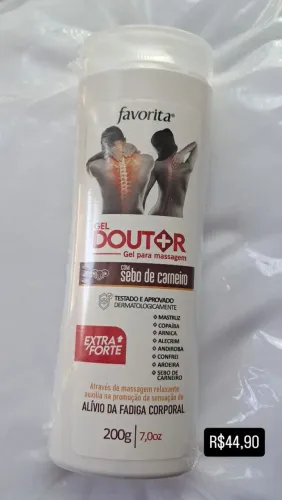 favorita®
GEL
DOUTOR
Gel para massagem
com
sebo de carneiro
TESTADO E APROVADO
DERMATOLOGICAMENTE
EXTRA
FORTE
MASTRUZ
COPAÍBA
ARNICA
ALECRIM
ANDIROBA
CONFREI
AROEIRA
SEBO DE
CARNEIRO
Através de massagem relaxante
auxilia na promoção da sensação de
ALÍVIO DA FADIGA CORPORAL
200g 7,0oz
R$44,90